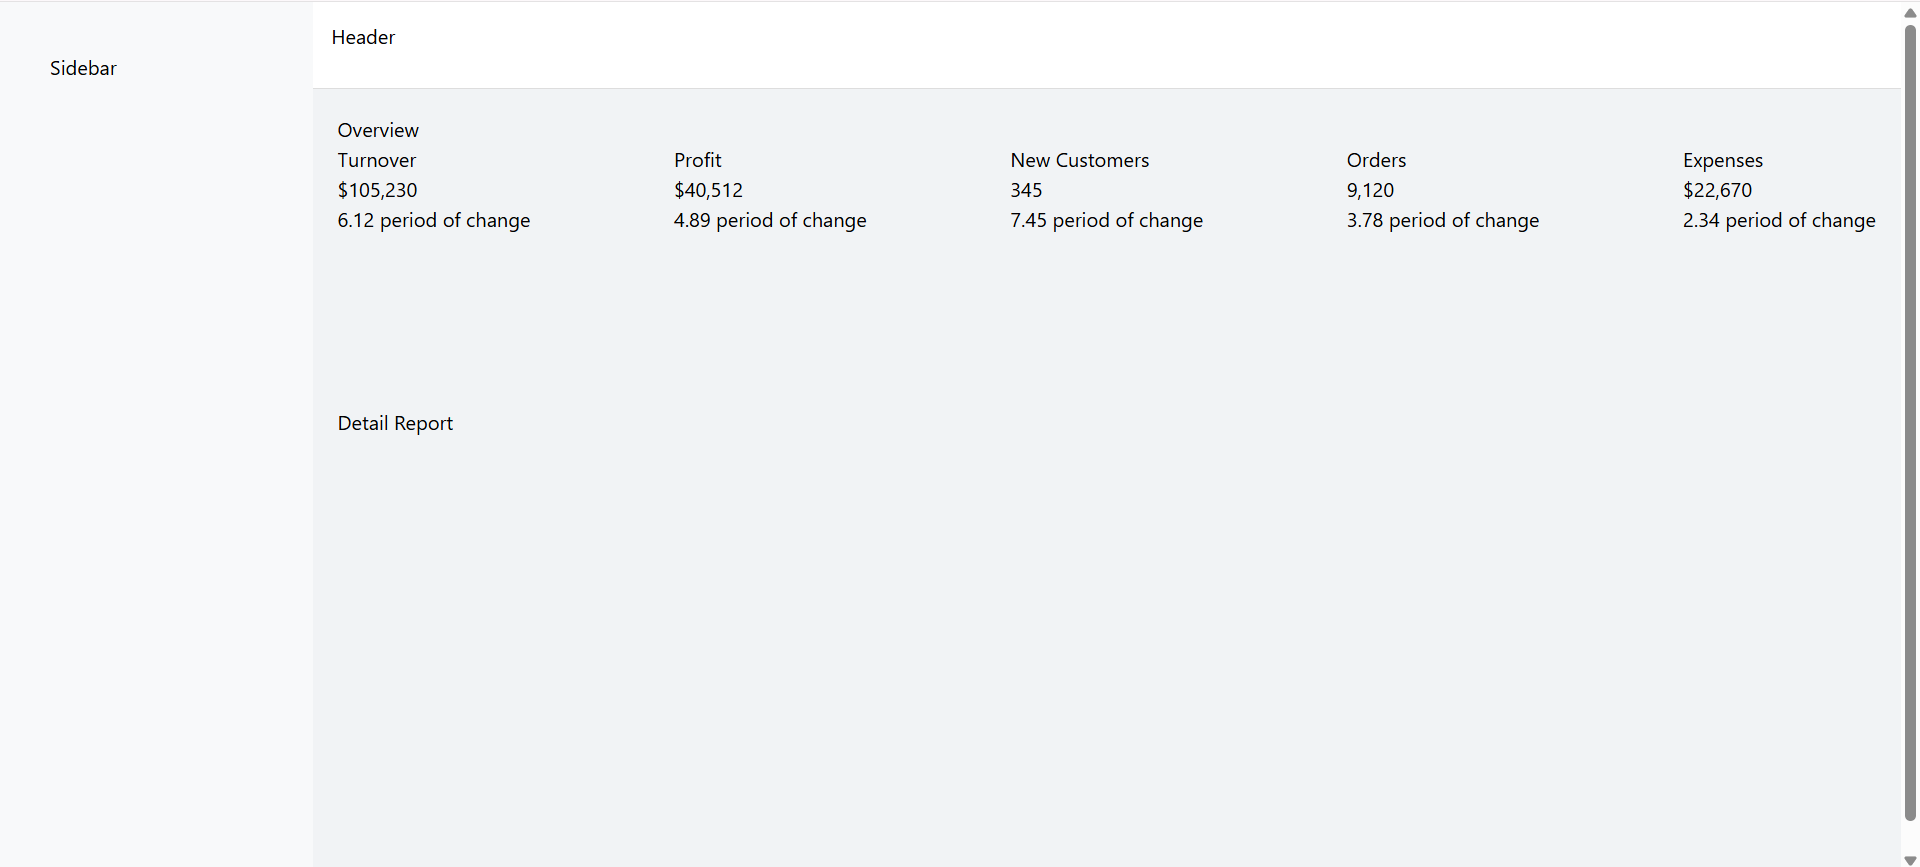 Header
Sidebar
Overview
Turnover
$105,230
6.12 period of change
Profit
$40,512
4.89 period of change
New Customers
345
7.45 period of change
Orders
9,120
3.78 period of change
Expenses
$22,670
2.34 period of change
Detail Report